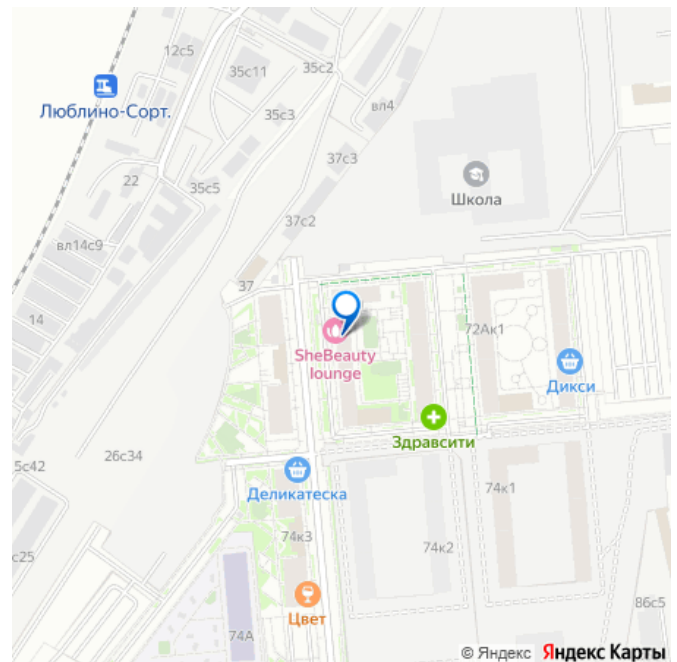 12с5
35с11
35с2
Люблино-Сорт.
35с3
вл4
37с3
22
35с5
Школа
37с2
вл14с9
37
14
72Ак1
SheBeauty
lounge
Дикси
Здравсити
26с34
5с42
Деликатеска
74к1
74к3
74к2
с25
Цвет
86с5
74А
© Яндекс Яндекс Карты